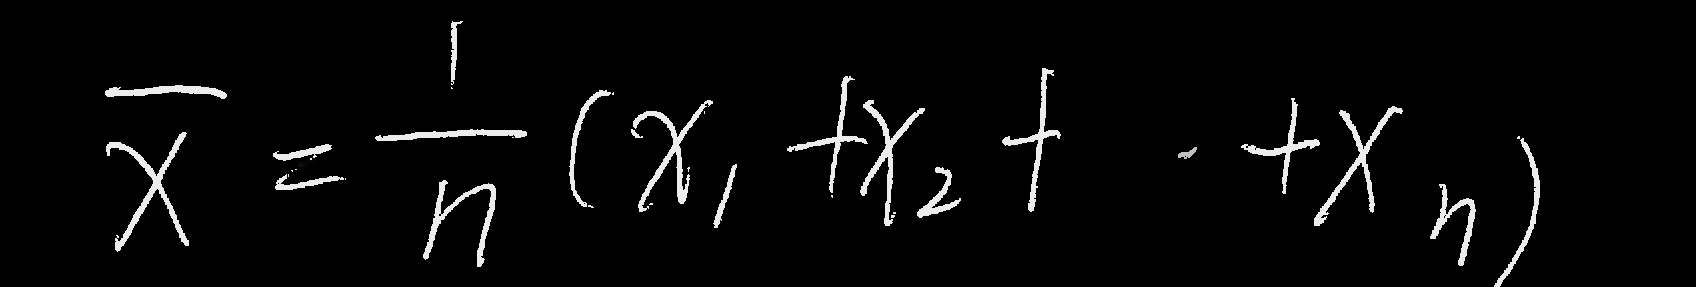 x̄ = 1/n (x₁ + x₂ + · + xₙ)